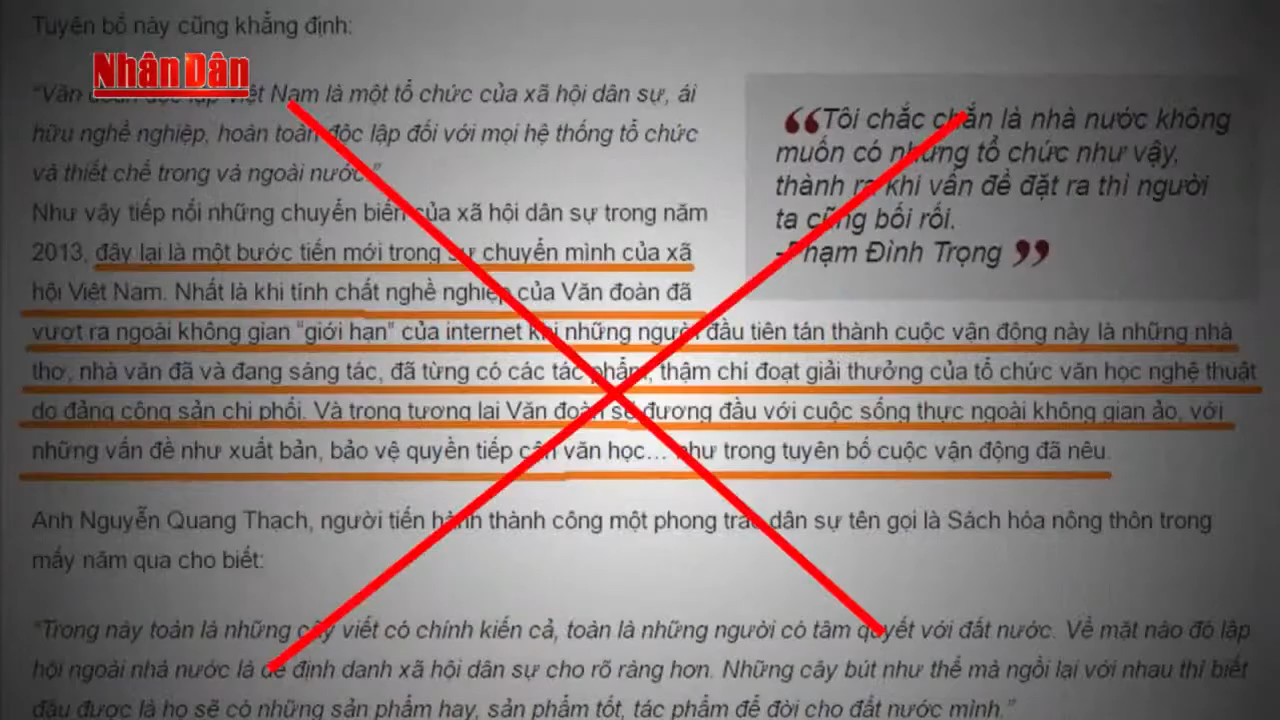 Tuyên bố này cũng khẳng định:
Nhân Dân
“Văn đoàn độc lập Việt Nam là một tổ chức của xã hội dân sự, ái
hữu nghề nghiệp, hoàn toàn độc lập đối với mọi hệ thống tổ chức
và thiết chế trong và ngoài nước.”
Như vậy tiếp nối những chuyển biến của xã hội dân sự trong năm
2013, đây lại là một bước tiến mới trong sự chuyển mình của xã
hội Việt Nam. Nhất là khi tính chất nghề nghiệp của Văn đoàn đã
vượt ra ngoài không gian “giới hạn” của internet khi những người đầu tiên tán thành cuộc vận động này là những nhà
thơ, nhà văn đã và đang sáng tác, đã từng có các tác phẩm, thậm chí đoạt giải thưởng của tổ chức văn học nghệ thuật
do đảng cộng sản chi phối. Và trong tương lai Văn đoàn sẽ đương đầu với cuộc sống thực ngoài không gian ảo, với
những vấn đề như xuất bản, bảo vệ quyền tiếp cận văn học... như trong tuyên bố cuộc vận động đã nêu.
“Tôi chắc chắn là nhà nước không
muốn có những tổ chức như vậy,
thành ra khi vấn đề đặt ra thì người
ta cũng bối rối.
-Phạm Đình Trọng ”
Anh Nguyễn Quang Thạch, người tiến hành thành công một phong trào dân sự tên gọi là Sách hóa nông thôn trong
mấy năm qua cho biết:
“Trong này toàn là những cây viết có chính kiến cả, toàn là những người có tâm quyết với đất nước. Về mặt nào đó lập
hội ngoài nhà nước là để định danh xã hội dân sự cho rõ ràng hơn. Những cây bút như thế mà ngồi lại với nhau thì biết
đâu được là họ sẽ có những sản phẩm hay, sản phẩm tốt, tác phẩm để đời cho đất nước mình.”